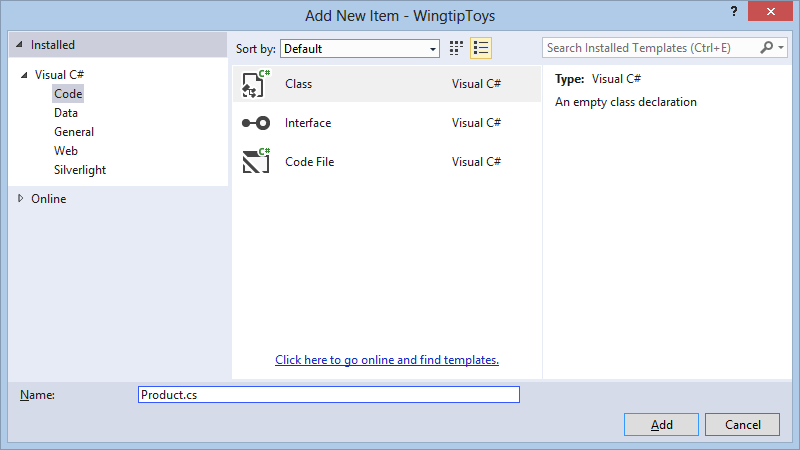 Add New Item - WingtipToys
?
Installed
Sort by: Default
Search Installed Templates (Ctrl+E)
Visual C#
Code
Data
General
Web
Silverlight
Online
C# Class Visual C#
Interface Visual C#
C# Code File Visual C#
Type: Visual C#
An empty class declaration
Click here to go online and find templates.
Name: Product.cs
Add Cancel